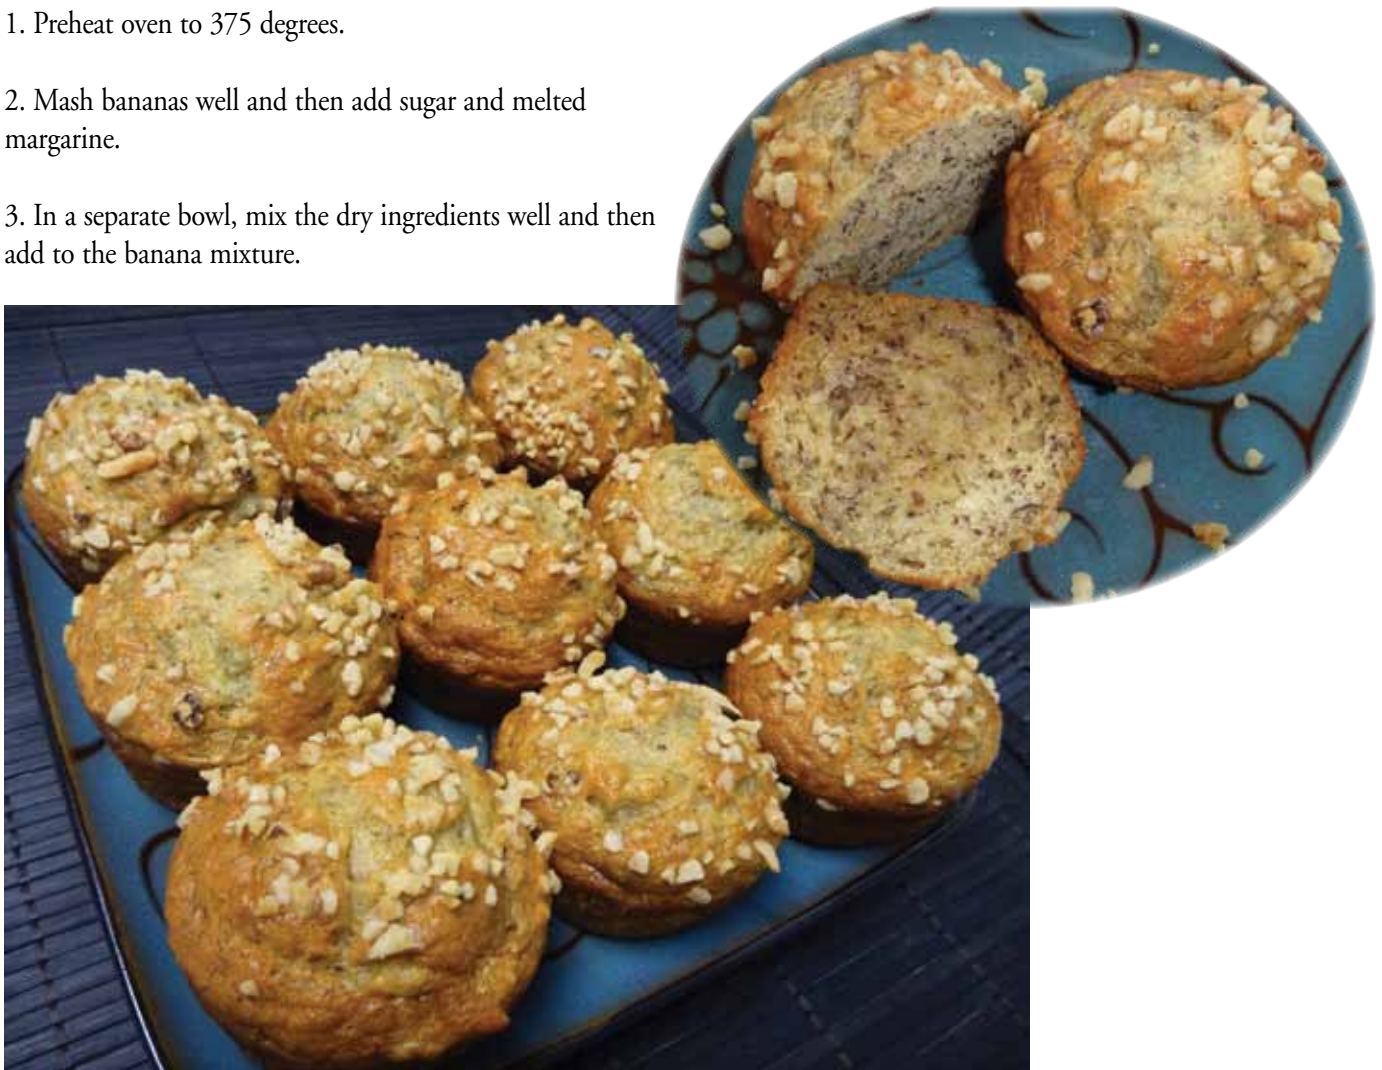 1. Preheat oven to 375 degrees.
2. Mash bananas well and then add sugar and melted
margarine.
3. In a separate bowl, mix the dry ingredients well and then
add to the banana mixture.